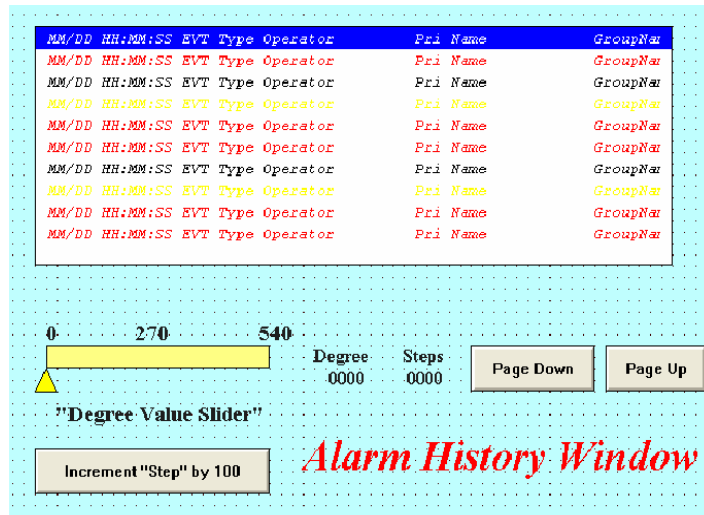 MM/DD HH:MM:SS EVT Type Operator Pri Name GroupNa
MM/DD HH:MM:SS EVT Type Operator Pri Name GroupNa
MM/DD HH:MM:SS EVT Type Operator Pri Name GroupNa
MM/DD HH:MM:SS EVT Type Operator Pri Name GroupNa
MM/DD HH:MM:SS EVT Type Operator Pri Name GroupNa
MM/DD HH:MM:SS EVT Type Operator Pri Name GroupNa
MM/DD HH:MM:SS EVT Type Operator Pri Name GroupNa
MM/DD HH:MM:SS EVT Type Operator Pri Name GroupNa
MM/DD HH:MM:SS EVT Type Operator Pri Name GroupNa
MM/DD HH:MM:SS EVT Type Operator Pri Name GroupNa
0 270 540
Degree Steps
0000 0000
Page Down Page Up
"Degree Value Slider"
Increment "Step" by 100
Alarm History Window